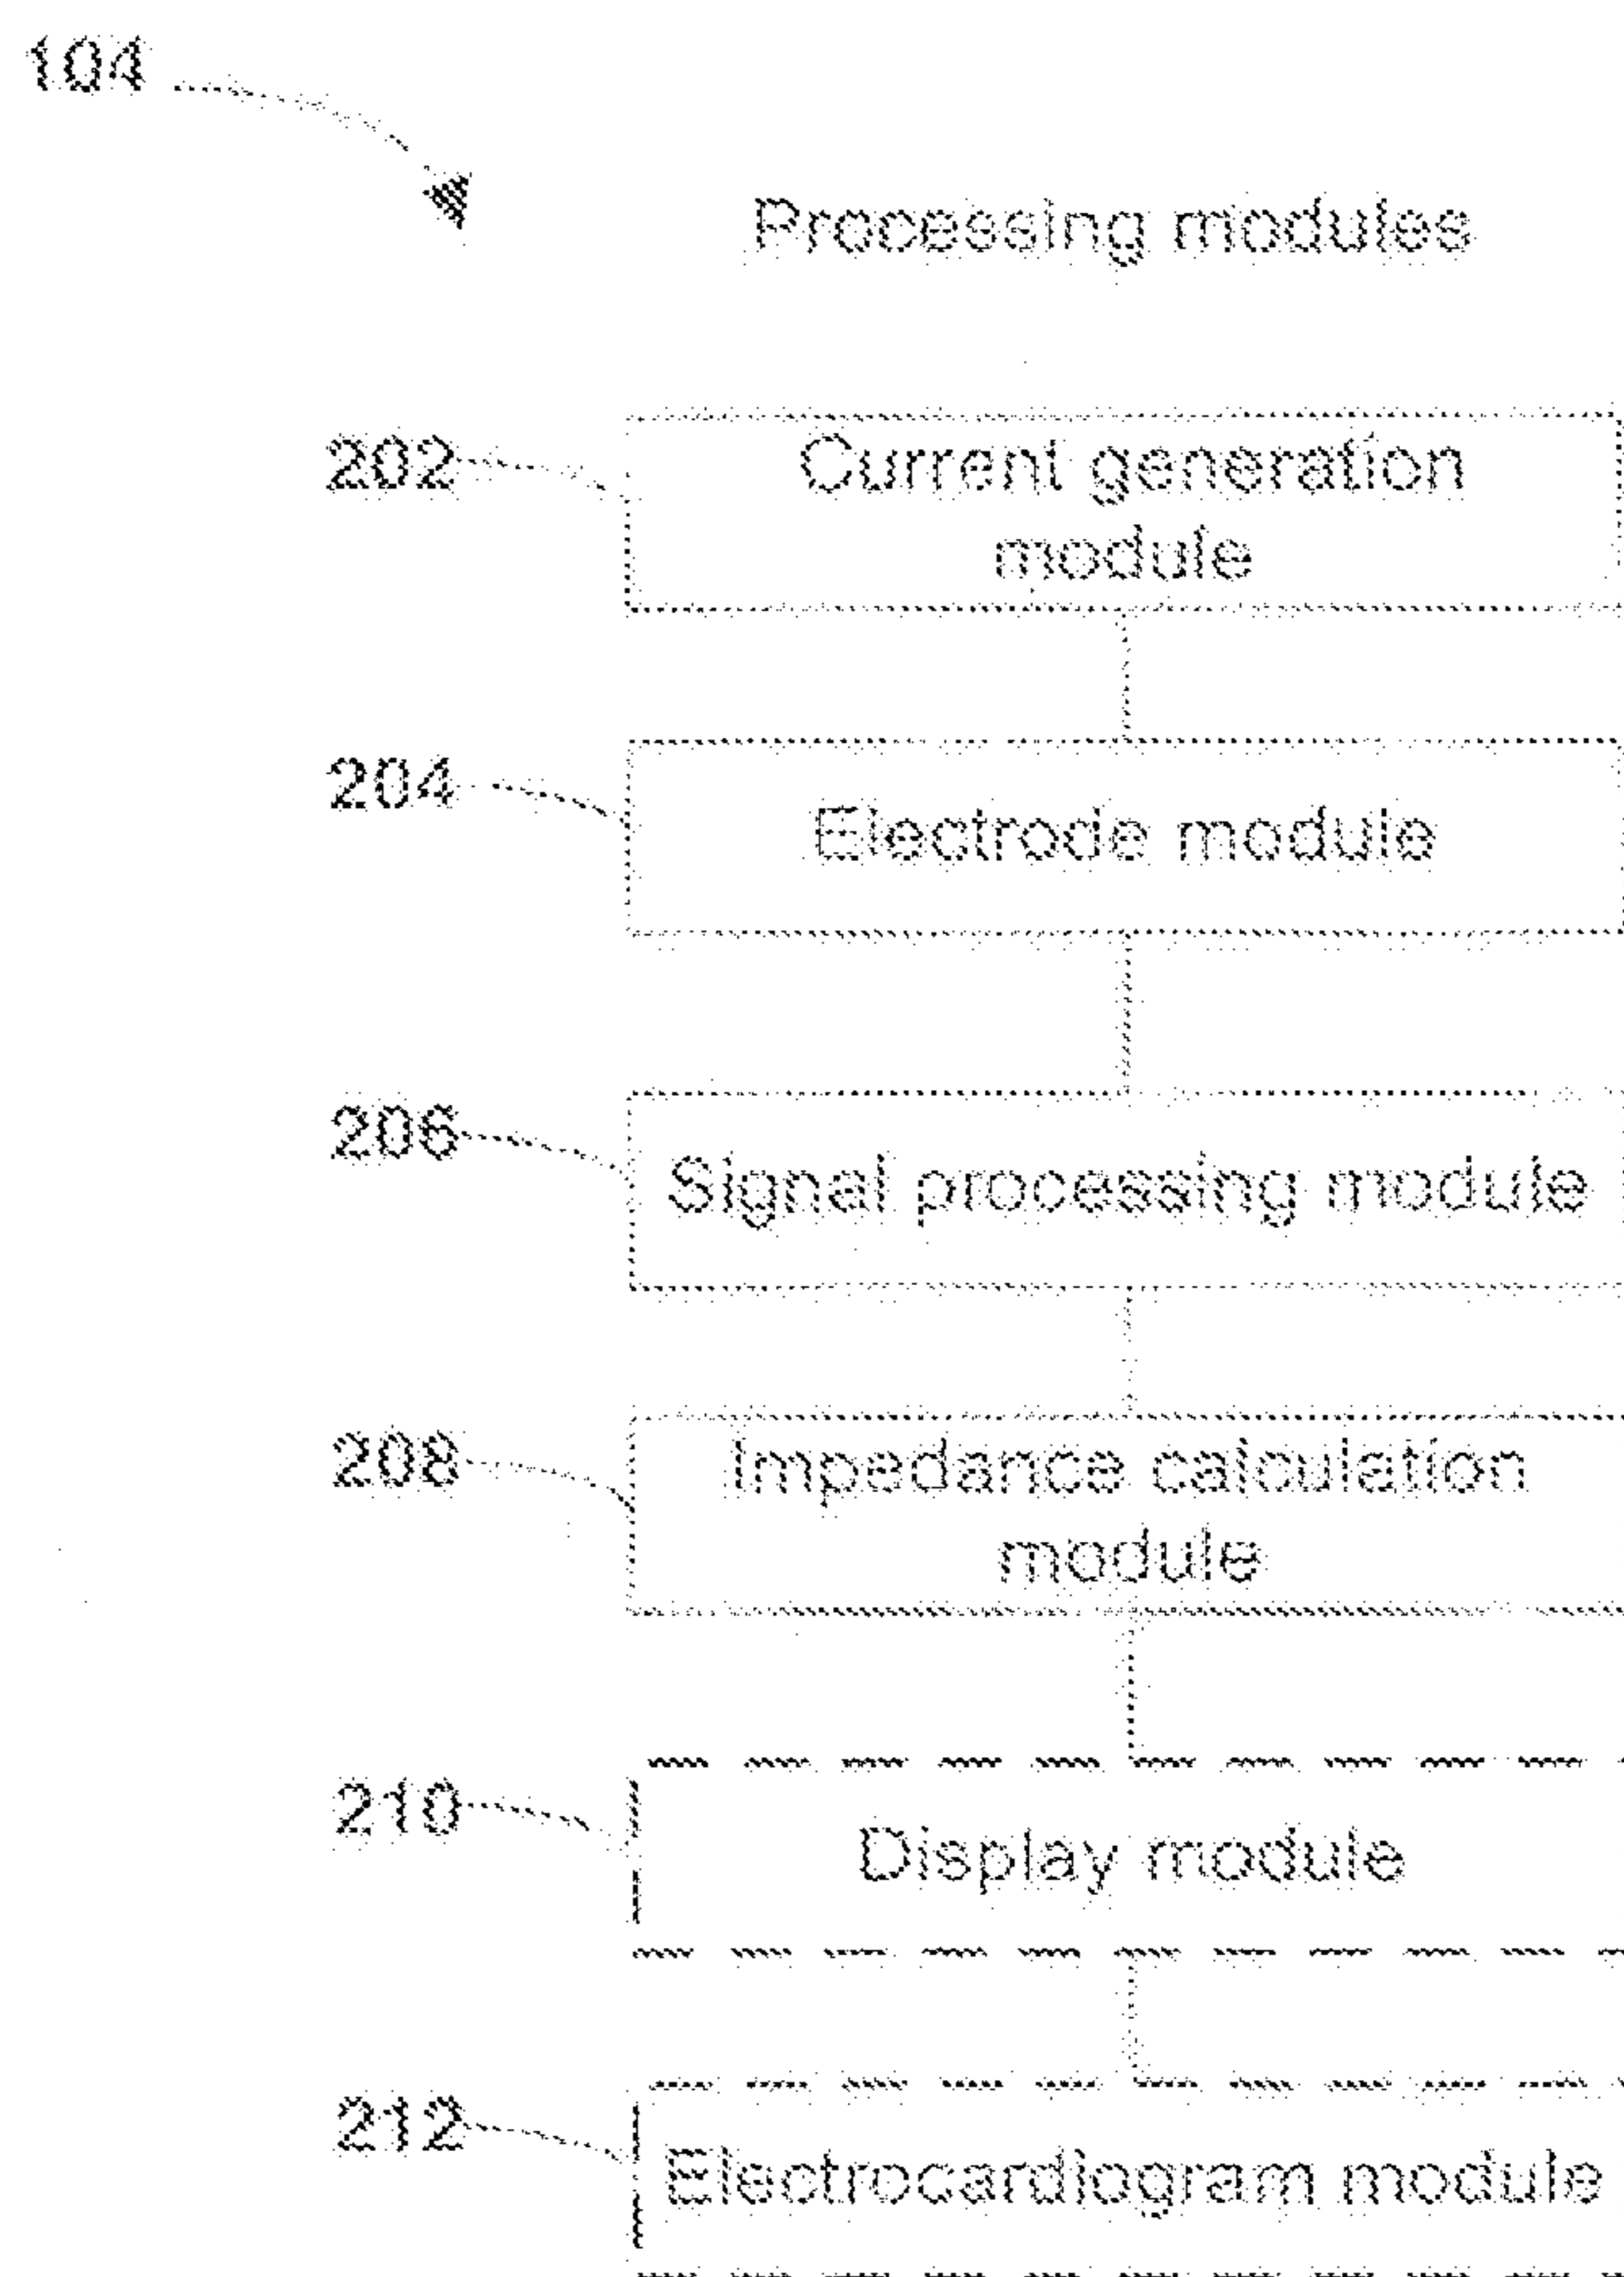 104
Processing modules
202
Current generation
module
204
Electrode module
206
Signal processing module
208
Impedance calculation
module
210
Display module
212
Electrocardiogram module